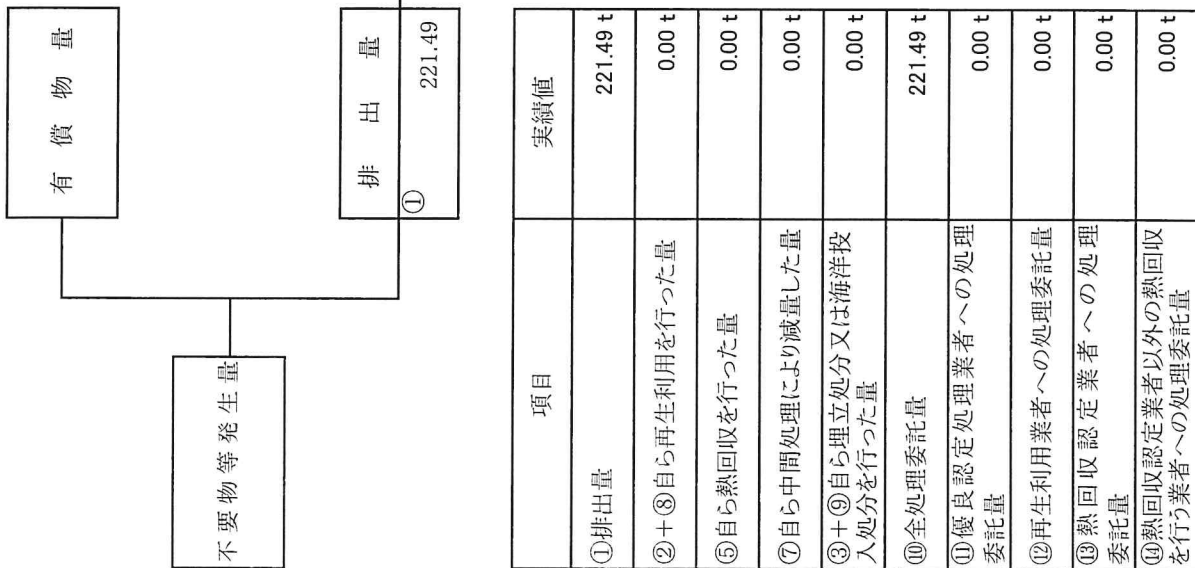 不要物等発生量
有償物量
排出量
①
221.49
項目 実績値
①排出量 221.49 t
②＋⑧自ら再生利用を行った量 0.00 t
⑤自ら熱回収を行った量 0.00 t
⑦自ら中間処理により減量した量 0.00 t
③＋⑨自ら埋立処分又は海洋投
入処分を行った量 0.00 t
⑩全処理委託量 221.49 t
⑪優良認定処理業者への処理
委託量 0.00 t
⑫再生利用業者への処理委託量 0.00 t
⑬熱回収認定業者への処理
委託量 0.00 t
⑭熱回収認定業者以外の熱回収
を行う業者への処理委託量 0.00 t